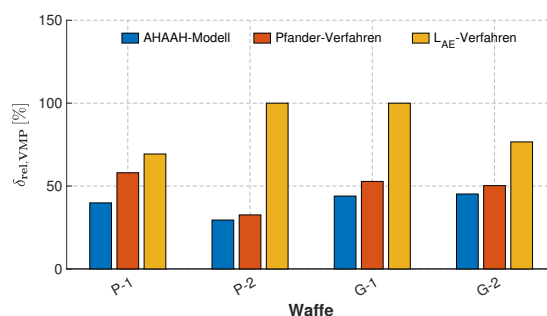 150
AHAAH-Modell Pfander-Verfahren L_AE-Verfahren
100
50
0
δ_rel,VMP [%]
P-1 P-2 G-1 G-2
Waffe